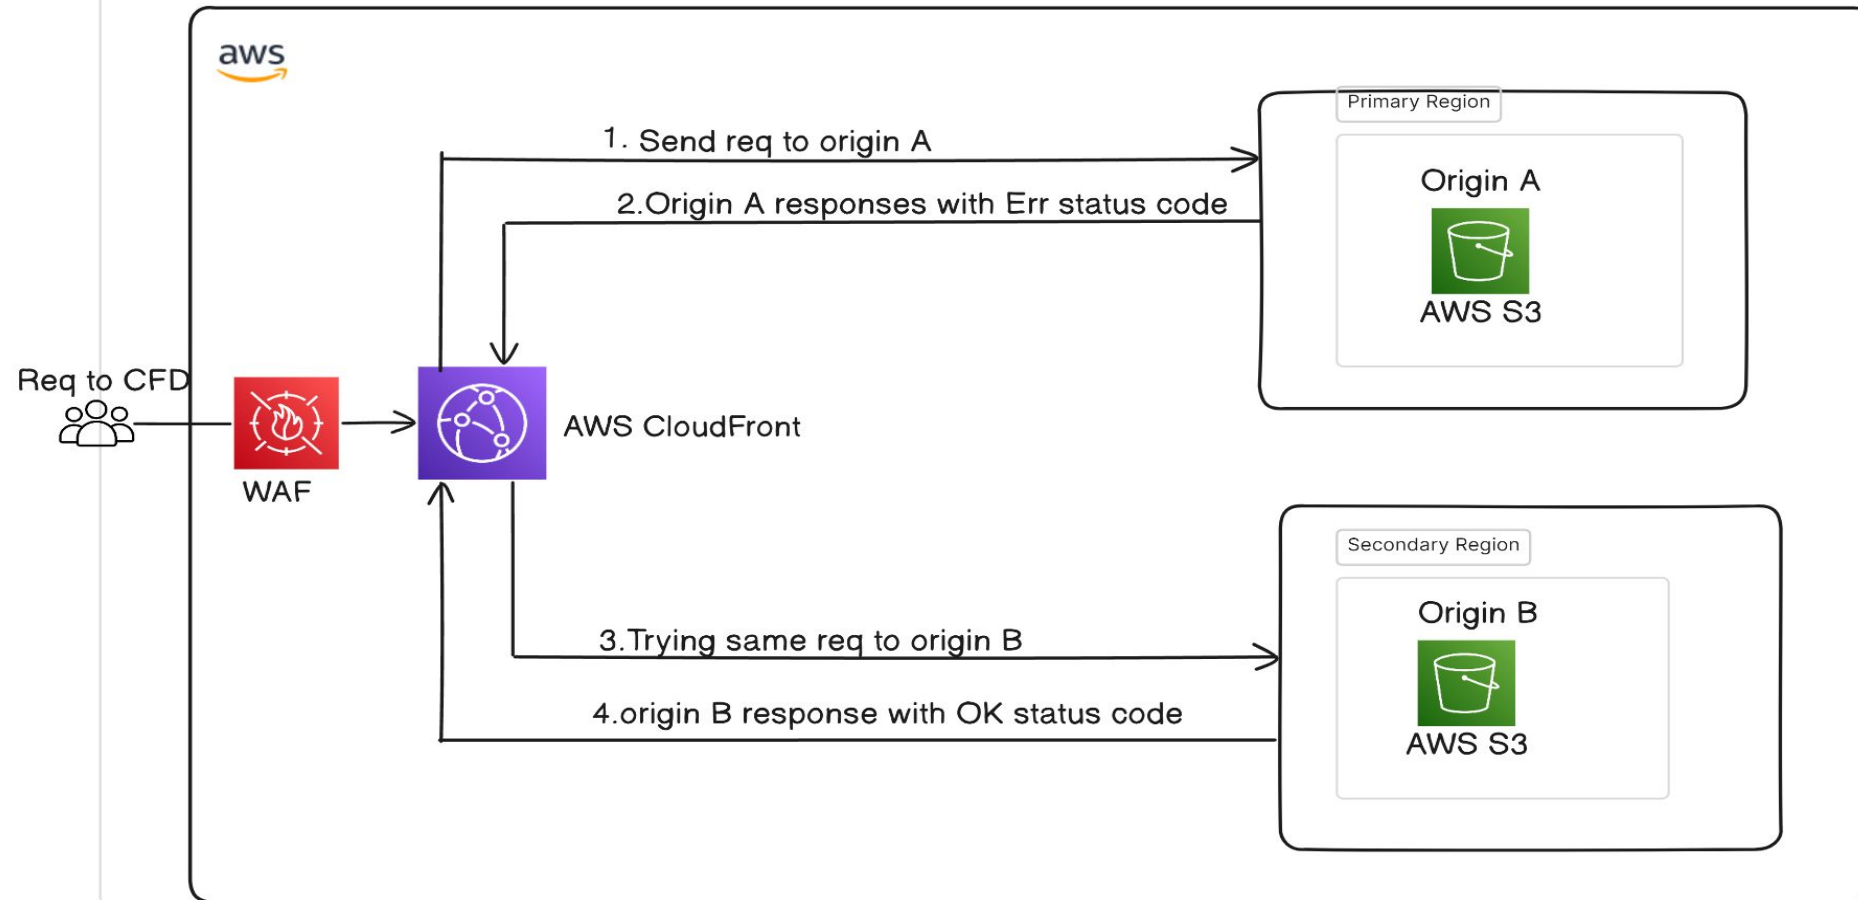 aws
Primary Region
1. Send req to origin A
Origin A
2.Origin A responses with Err status code
AWS S3
Req to CFD
AWS CloudFront
WAF
Secondary Region
Origin B
3.Trying same req to origin B
4.origin B response with OK status code
AWS S3